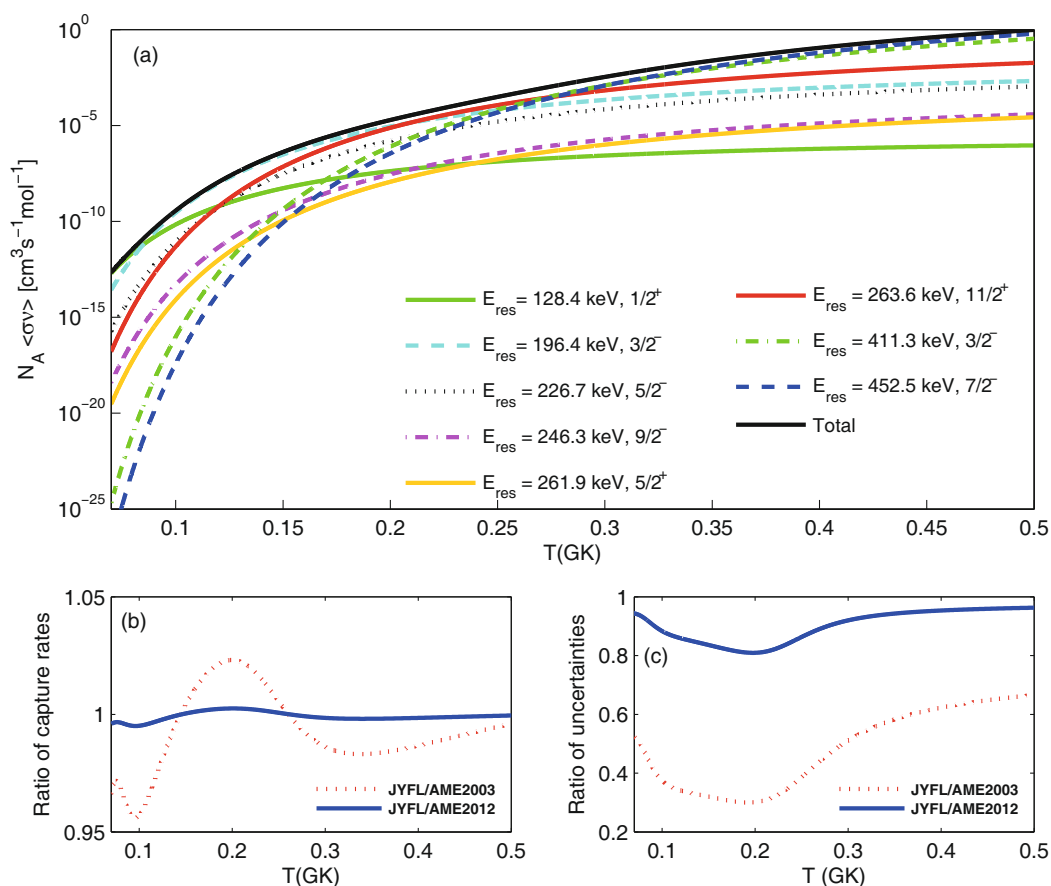 (a)
N_A <σν> [cm³s⁻¹mol⁻¹]
10⁰
10⁻⁵
10⁻¹⁰
10⁻¹⁵
10⁻²⁰
10⁻²⁵
E_res = 128.4 keV, 1/2⁺
E_res = 196.4 keV, 3/2⁻
E_res = 226.7 keV, 5/2⁻
E_res = 246.3 keV, 9/2⁻
E_res = 261.9 keV, 5/2⁺
E_res = 263.6 keV, 11/2⁺
E_res = 411.3 keV, 3/2⁻
E_res = 452.5 keV, 7/2⁻
Total
0.1 0.15 0.2 0.25 0.3 0.35 0.4 0.45 0.5
T(GK)
(b)
Ratio of capture rates
1.05
1
0.95
JYFL/AME2003
JYFL/AME2012
0.1 0.2 0.3 0.4 0.5
T(GK)
(c)
Ratio of uncertainties
1
0.8
0.6
0.4
0.2
JYFL/AME2003
JYFL/AME2012
0.1 0.2 0.3 0.4 0.5
T (GK)